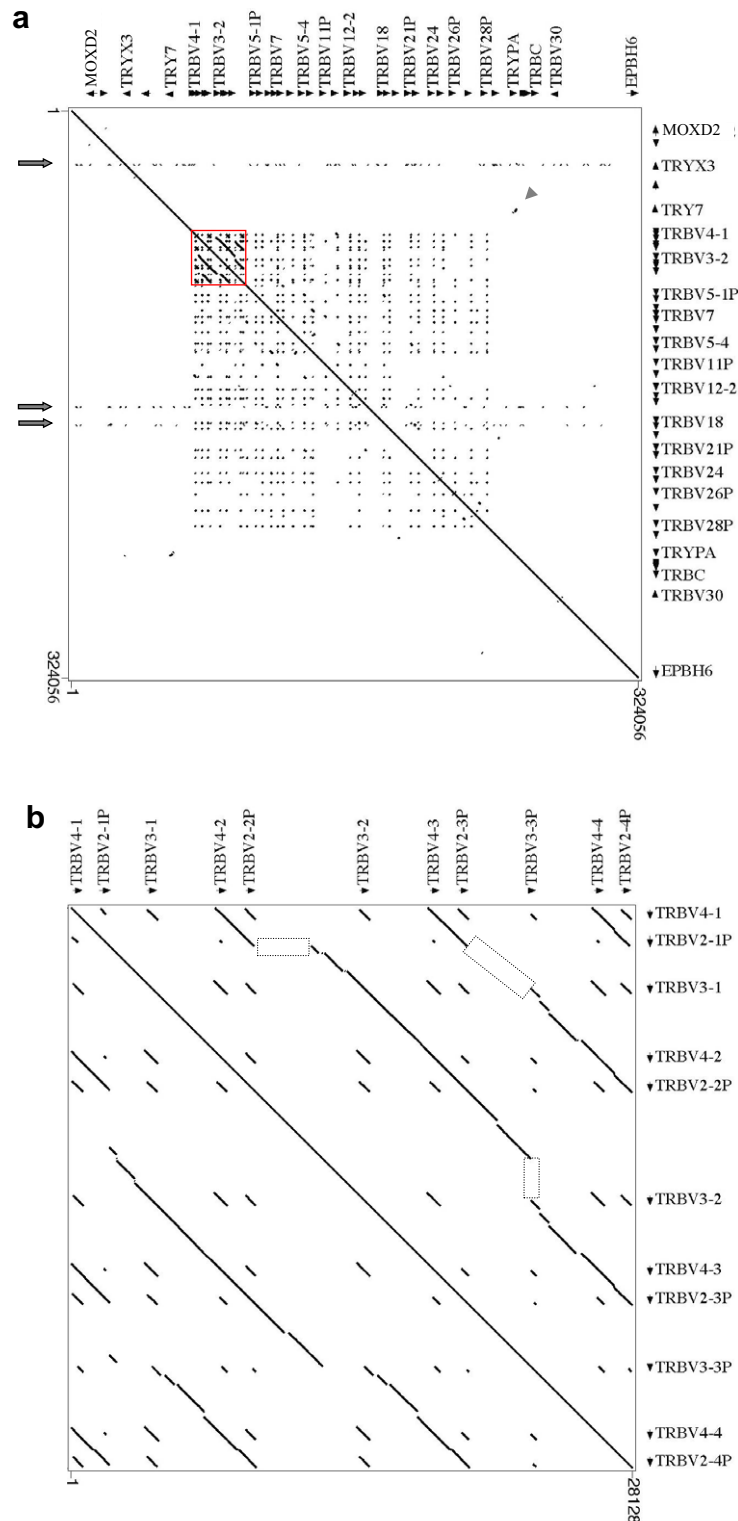 a
MOXD2
TRYX3
TRY7
TRBV4-1
TRBV3-2
TRBV5-1P
TRBV7
TRBV5-4
TRBV11P
TRBV12-2
TRBV18
TRBV21P
TRBV24
TRBV26P
TRBV28P
TRYPA
TRBC
TRBV30
EPBH6
1
MOXD2
TRYX3
TRY7
TRBV4-1
TRBV3-2
TRBV5-1P
TRBV7
TRBV5-4
TRBV11P
TRBV12-2
TRBV18
TRBV21P
TRBV24
TRBV26P
TRBV28P
TRYPA
TRBC
TRBV30
EPBH6
324056
1
324056
b
TRBV4-1
TRBV2-1P
TRBV3-1
TRBV4-2
TRBV2-2P
TRBV3-2
TRBV4-3
TRBV2-3P
TRBV3-3P
TRBV4-4
TRBV2-4P
TRBV4-1
TRBV2-1P
TRBV3-1
TRBV4-2
TRBV2-2P
TRBV3-2
TRBV4-3
TRBV2-3P
TRBV3-3P
TRBV4-4
TRBV2-4P
1
28128